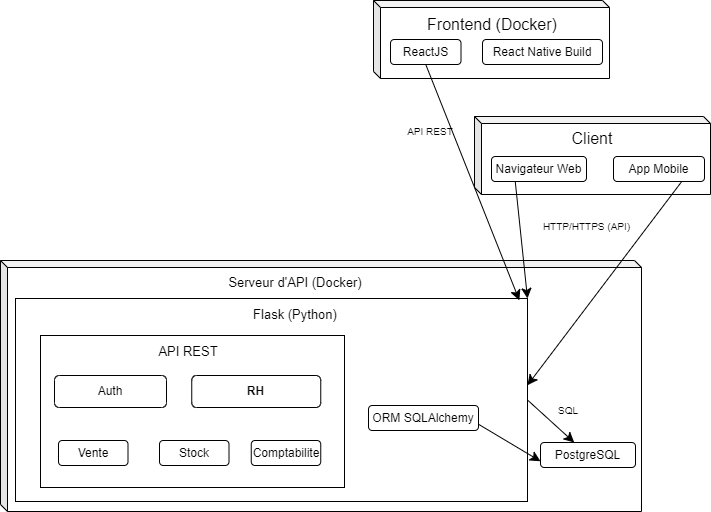 Frontend (Docker)
ReactJS
React Native Build
API REST
Client
Navigateur Web
App Mobile
HTTP/HTTPS (API)
Serveur d'API (Docker)
Flask (Python)
API REST
Auth
RH
Vente
Stock
Comptabilite
ORM SQLAlchemy
SQL
PostgreSQL